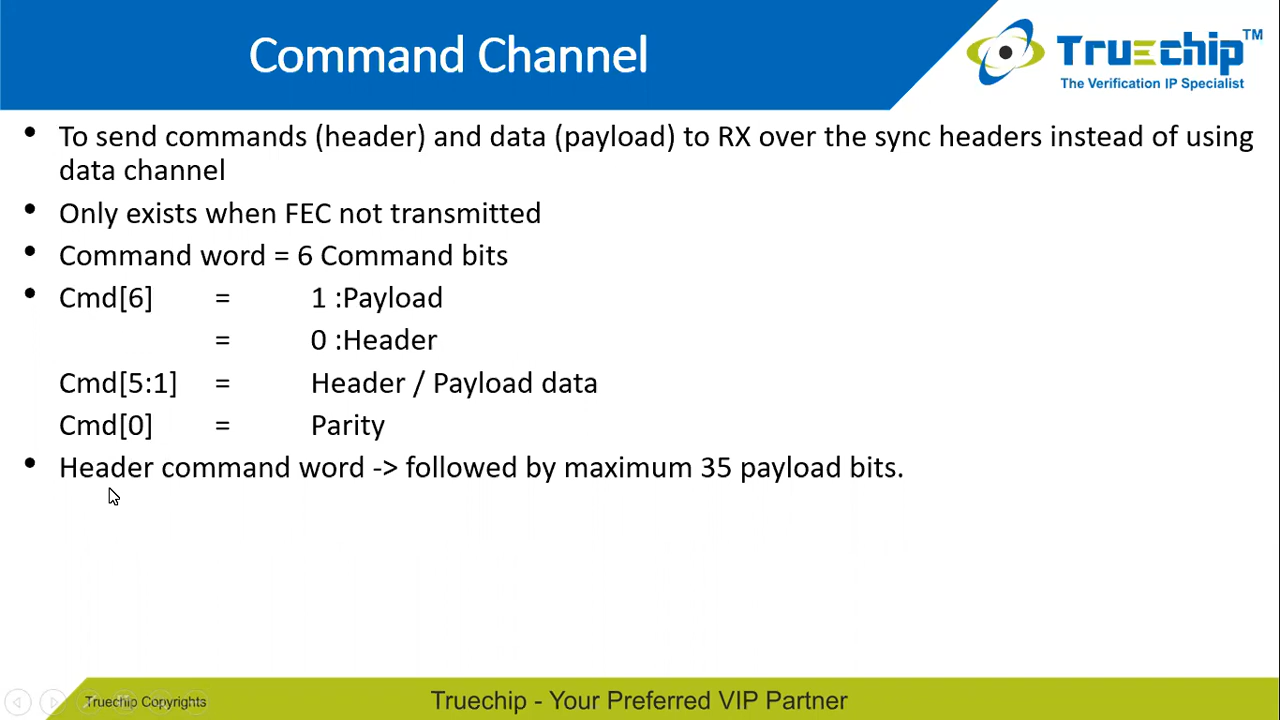 Command Channel
Truechip™
The Verification IP Specialist
• To send commands (header) and data (payload) to RX over the sync headers instead of using
data channel
• Only exists when FEC not transmitted
• Command word = 6 Command bits
• Cmd[6] = 1 :Payload
= 0 :Header
Cmd[5:1] = Header / Payload data
Cmd[0] = Parity
• Header command word -> followed by maximum 35 payload bits.
Truechip Copyrights
Truechip - Your Preferred VIP Partner